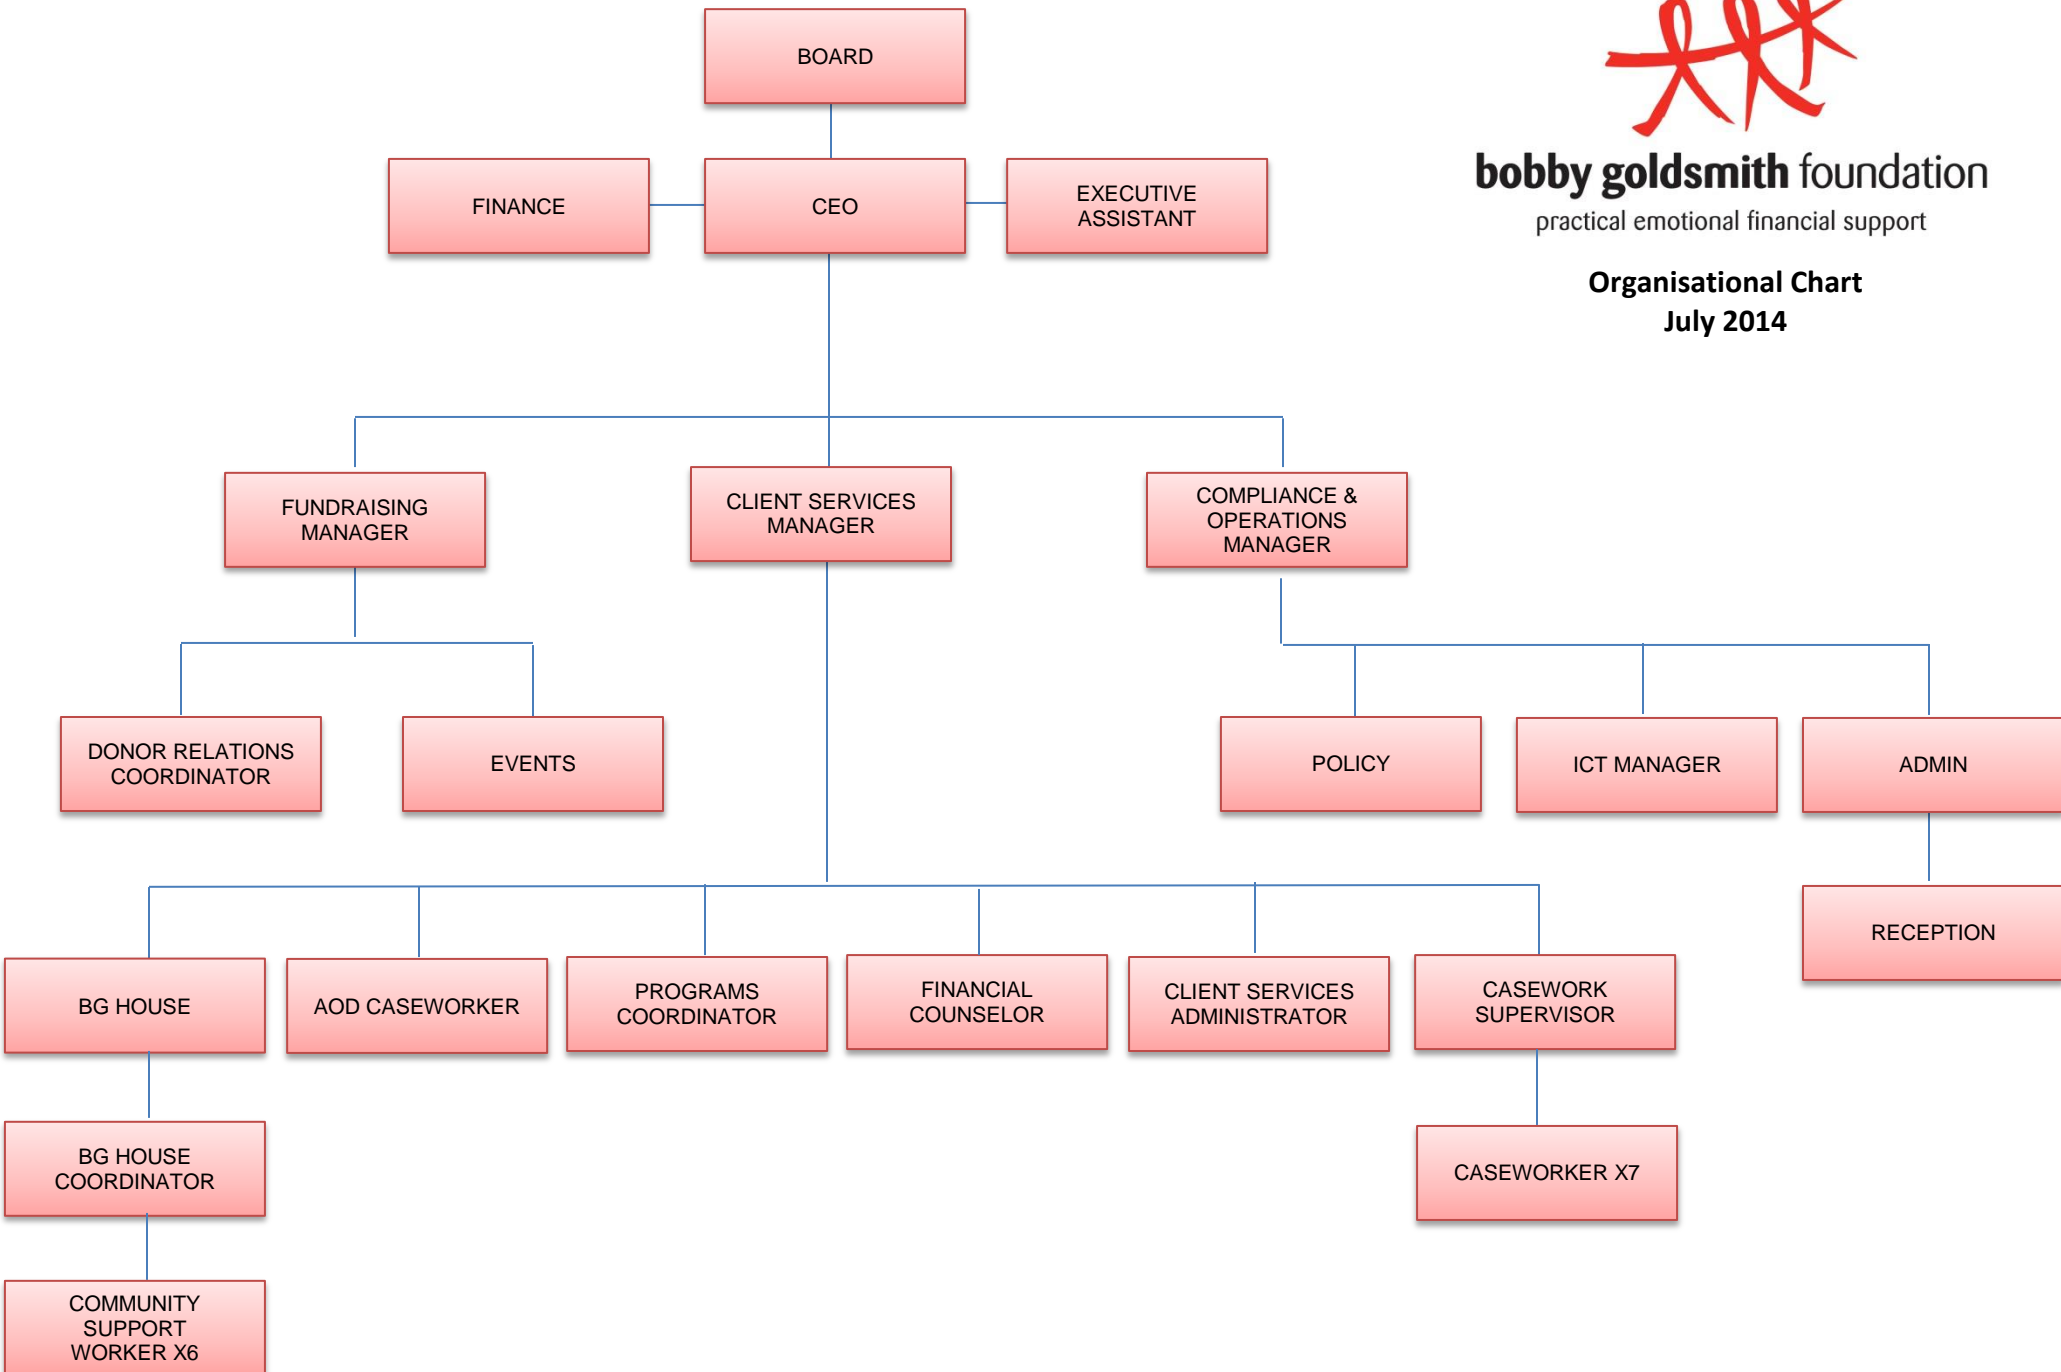 BOARD
FINANCE
CEO
EXECUTIVE
ASSISTANT
bobby goldsmith foundation
practical emotional financial support
Organisational Chart
July 2014
FUNDRAISING
MANAGER
CLIENT SERVICES
MANAGER
COMPLIANCE &
OPERATIONS
MANAGER
DONOR RELATIONS
COORDINATOR
EVENTS
POLICY
ICT MANAGER
ADMIN
RECEPTION
BG HOUSE
AOD CASEWORKER
PROGRAMS
COORDINATOR
FINANCIAL
COUNSELOR
CLIENT SERVICES
ADMINISTRATOR
CASEWORK
SUPERVISOR
BG HOUSE
COORDINATOR
CASEWORKER X7
COMMUNITY
SUPPORT
WORKER X6